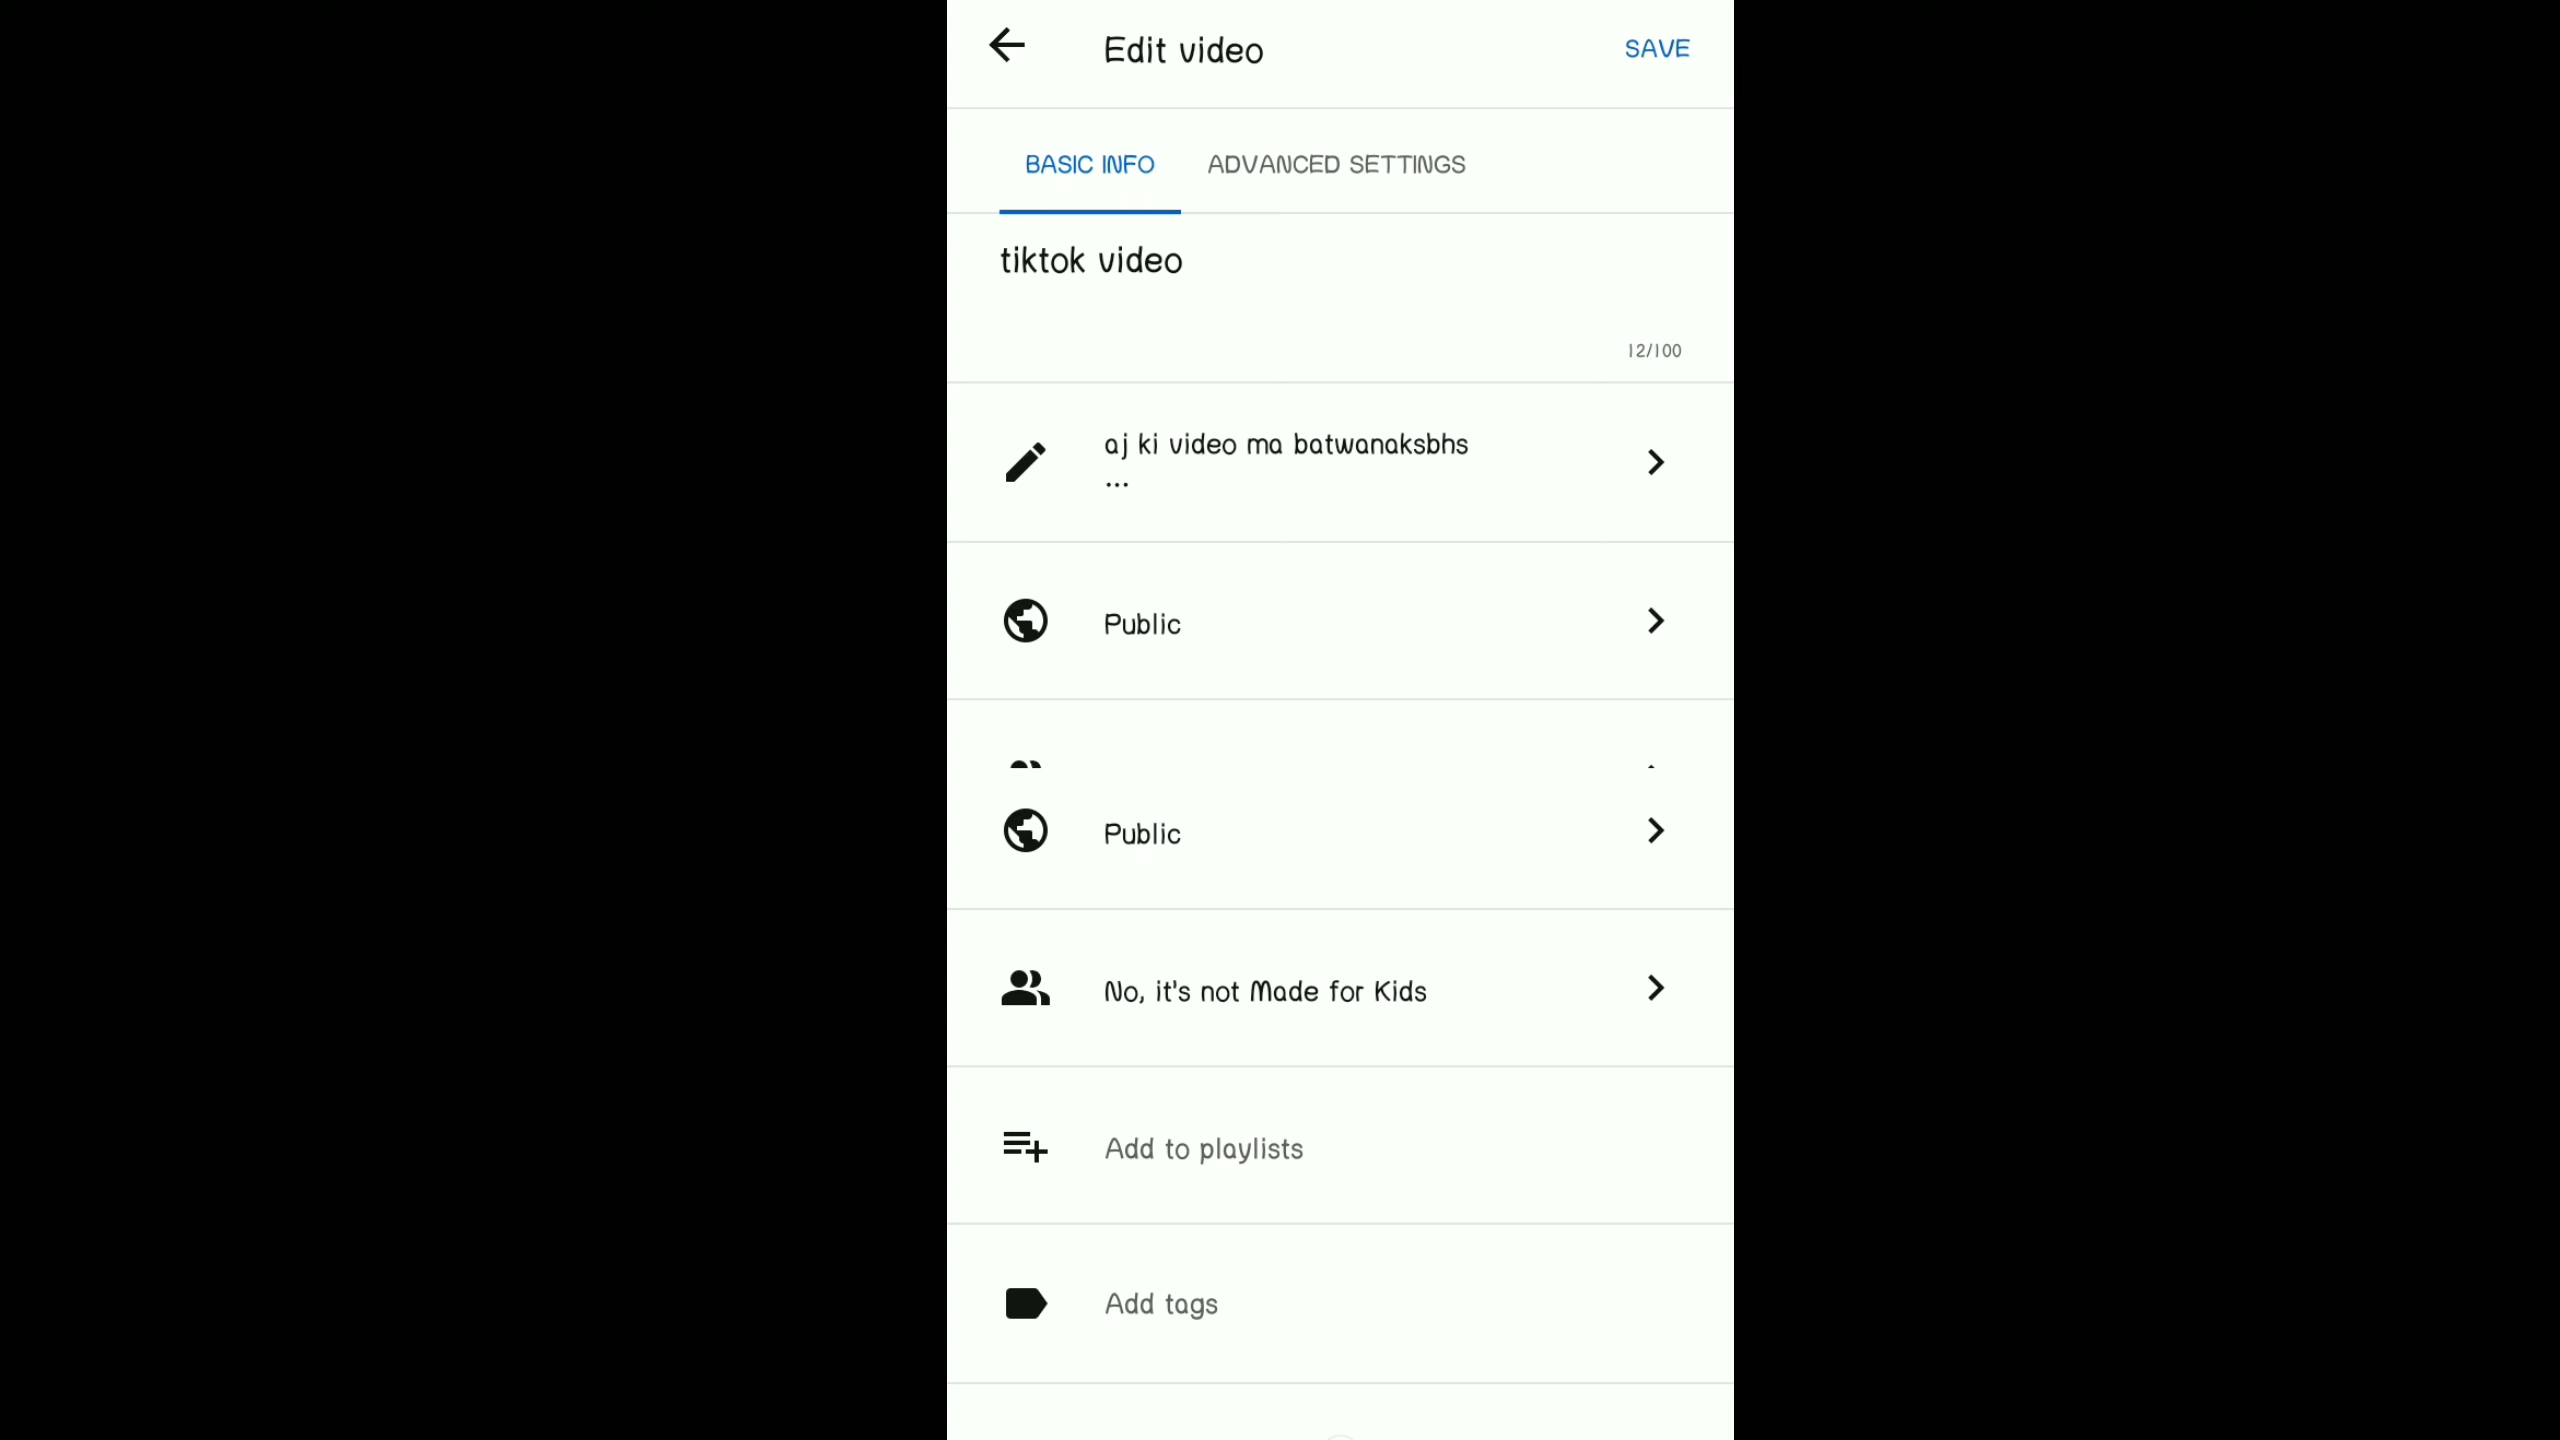 Edit video
SAVE
BASIC INFO
ADVANCED SETTINGS
tiktok video
12/100
aj ki video ma batwanaksbhs
...
Public
Public
No, it's not Made for Kids
Add to playlists
Add tags